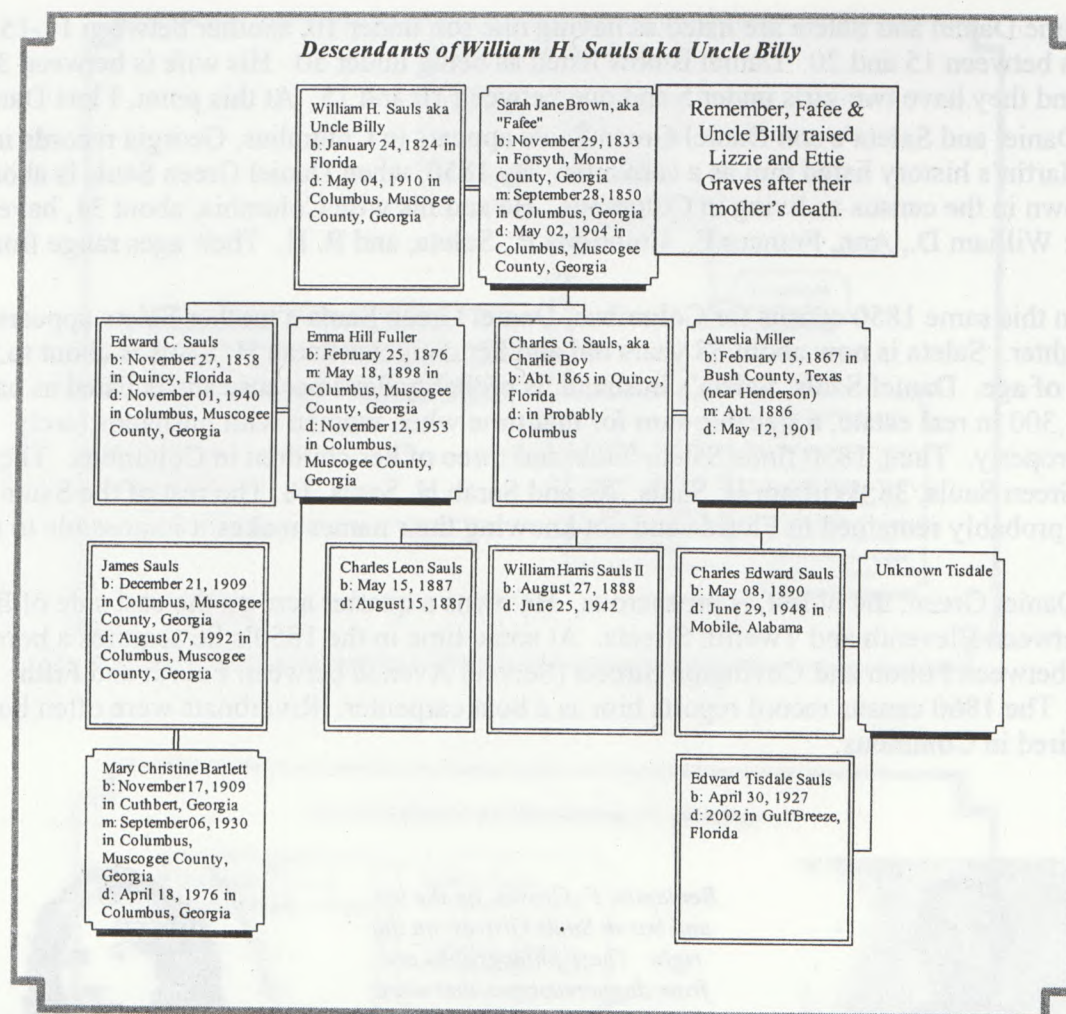 Descendants of William H. Saulsaka Uncle Billy
William H. Sauls aka
Uncle Billy
b: January 24, 1824 in
Florida
d: May 04, 1910 in
Columbus, Muscogee
County, Georgia
Sarah Jane Brown, aka
"Fafee"
b: November 29, 1833
in Forsyth, Monroe
County, Georgia
m: September 28, 1850
in Columbus, Georgia
d: May 02, 1904 in
Columbus, Muscogee
County, Georgia
Remember, Fafee &
Uncle Billy raised
Lizzie and Ettie
Graves after their
mother's death.
Edward C. Sauls
b: November 27, 1858
in Quincy, Florida
d: November 01, 1940
in Columbus, Muscogee
County, Georgia
Emma H. Fuller
b: February 25, 1876
m: May 18, 1898 in
Columbus, Muscogee
County, Georgia
d: November 12, 1953
in Columbus,
Muscogee County,
Georgia
Charles G. Sauls, aka
Charlie Boy
b: Abt. 1865 in Quincy,
Florida
d: in Probably
Columbus
Aurelia Miller
b: February 15, 1867 in
Bush County, Texas
(near Henderson)
m: Abt. 1886
d: May 12, 1901
James Sauls
b: December 21, 1909
in Columbus, Muscogee
County, Georgia
d: August 07, 1992 in
Columbus, Muscogee
County, Georgia
Charles Leon Sauls
b: May 15, 1887
d: August 15, 1887
William Harris Sauls II
b: August 27, 1888
d: June 25, 1942
Charles Edward Sauls
b: May 08, 1890
d: June 29, 1948 in
Mobile, Alabama
Unknown Tisdale
Mary Christine Bartlett
b: November 17, 1909
in Cuthbert, Georgia
m: September 06, 1930
in Columbus,
Muscogee County,
Georgia
d: April 18, 1976 in
Columbus, Georgia
Edward Tisdale Sauls
b: April 30, 1927
d: 2002 in Gulf Breeze,
Florida